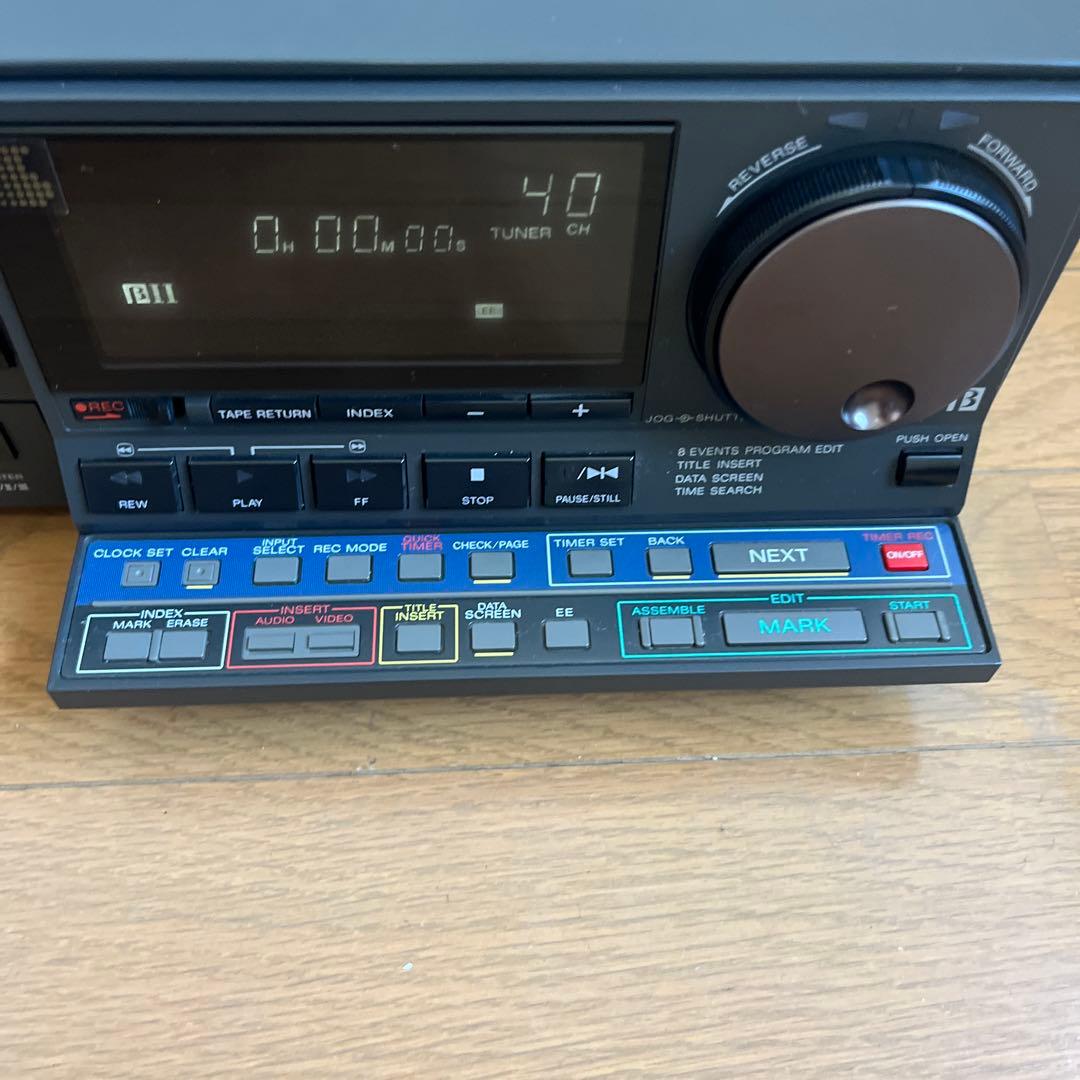 REVERSE
FORWARD
40
0H 00M 00S TUNER CH
βII
EE
REC
TAPE RETURN INDEX − +
JOG SHUTT
B
PUSH OPEN
REW PLAY FF STOP PAUSE/STILL
8 EVENTS PROGRAM EDIT
TITLE INSERT
DATA SCREEN
TIME SEARCH
CLOCK SET CLEAR INPUT SELECT REC MODE QUICK TIMER CHECK/PAGE TIMER SET BACK NEXT TIMER REC
ON/OFF
INDEX
MARK ERASE
INSERT
AUDIO VIDEO
TITLE INSERT
DATA SCREEN
EE
EDIT
ASSEMBLE MARK START